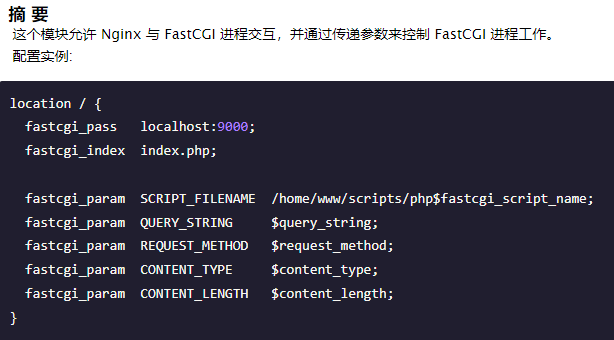 摘 要
这个模块允许 Nginx 与 FastCGI 进程交互，并通过传递参数来控制 FastCGI 进程工作。
配置实例:
location / {
  fastcgi_pass   localhost:9000;
  fastcgi_index  index.php;
  fastcgi_param  SCRIPT_FILENAME  /home/www/scripts/php$fastcgi_script_name;
  fastcgi_param  QUERY_STRING     $query_string;
  fastcgi_param  REQUEST_METHOD   $request_method;
  fastcgi_param  CONTENT_TYPE     $content_type;
  fastcgi_param  CONTENT_LENGTH   $content_length;
}